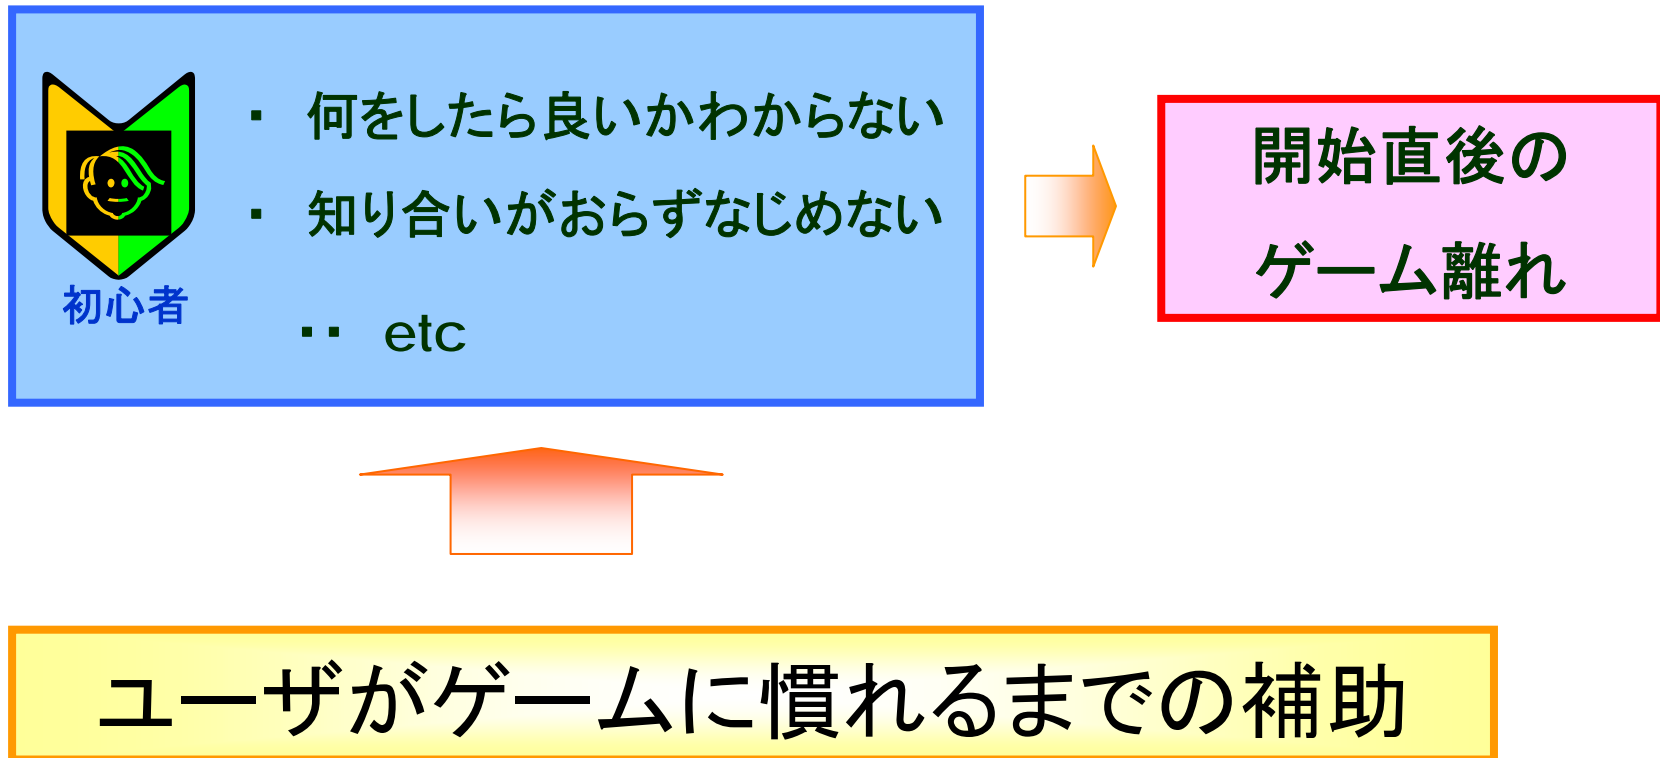 ・ 何をしたら良いかわからない
・ 知り合いがおらずなじめない
・・ etc
初心者
開始直後の
ゲーム離れ
ユーザがゲームに慣れるまでの補助